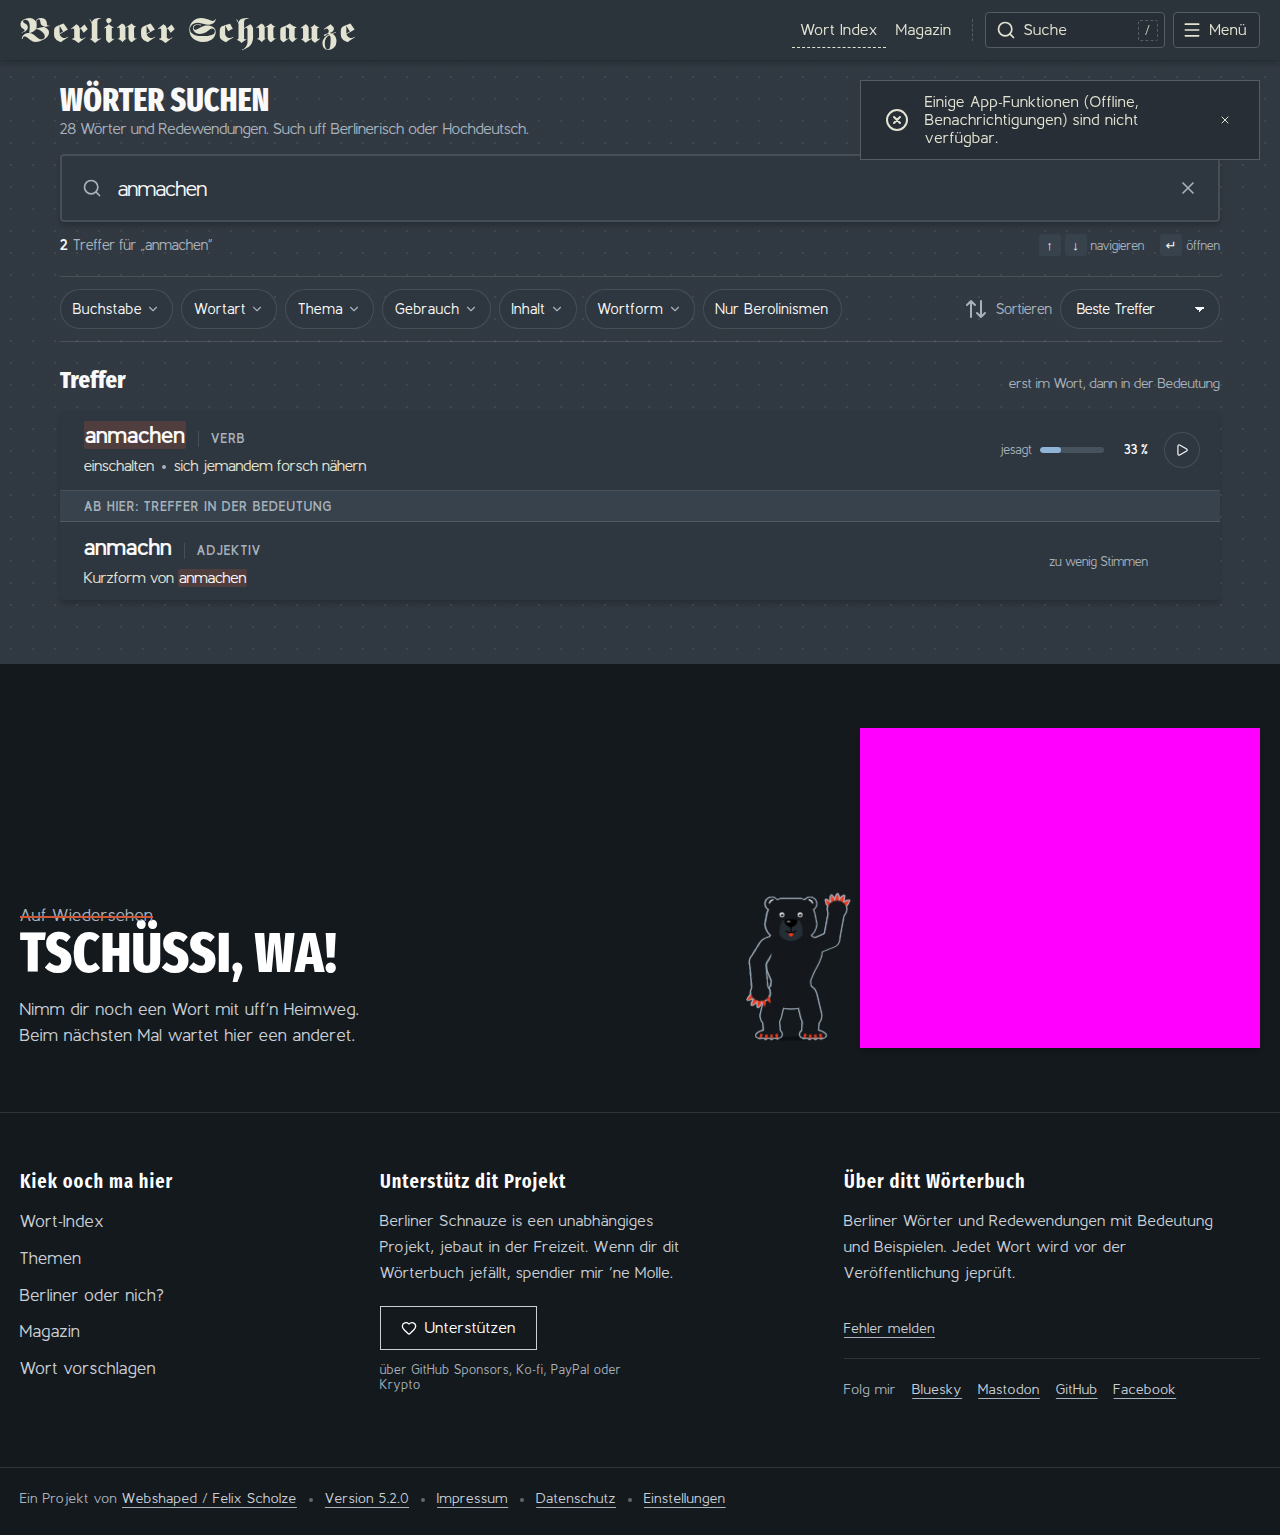 Berliner Schnauze
Wort Index
Magazin
Suche
/
Menü
WÖRTER SUCHEN
28 Wörter und Redewendungen. Such uff Berlinerisch oder Hochdeutsch.
Einige App-Funktionen (Offline,
Benachrichtigungen) sind nicht
verfügbar.
anmachen
2 Treffer für „anmachen“
↑ ↓ navigieren ↵ öffnen
Buchstabe
Wortart
Thema
Gebrauch
Inhalt
Wortform
Nur Berolinismen
Sortieren
Beste Treffer
Treffer
erst im Wort, dann in der Bedeutung
anmachen
VERB
einschalten • sich jemandem forsch nähern
jesagt
33 %
AB HIER: TREFFER IN DER BEDEUTUNG
anmachn
ADJEKTIV
Kurzform von anmachen
zu wenig Stimmen
Auf Wiedersehen
TSCHÜSSI, WA!
Nimm dir noch een Wort mit uff’n Heimweg.
Beim nächsten Mal wartet hier een anderet.
Kiek ooch ma hier
Wort-Index
Themen
Berliner oder nich?
Magazin
Wort vorschlagen
Unterstütz dit Projekt
Berliner Schnauze is een unabhängiges
Projekt, jebaut in der Freizeit. Wenn dir dit
Wörterbuch jefällt, spendier mir ’ne Molle.
Unterstützen
über GitHub Sponsors, Ko-fi, PayPal oder
Krypto
Über ditt Wörterbuch
Berliner Wörter und Redewendungen mit Bedeutung
und Beispielen. Jedet Wort wird vor der
Veröffentlichung jeprüft.
Fehler melden
Folg mir Bluesky Mastodon GitHub Facebook
Ein Projekt von Webshaped / Felix Scholze • Version 5.2.0 • Impressum • Datenschutz • Einstellungen